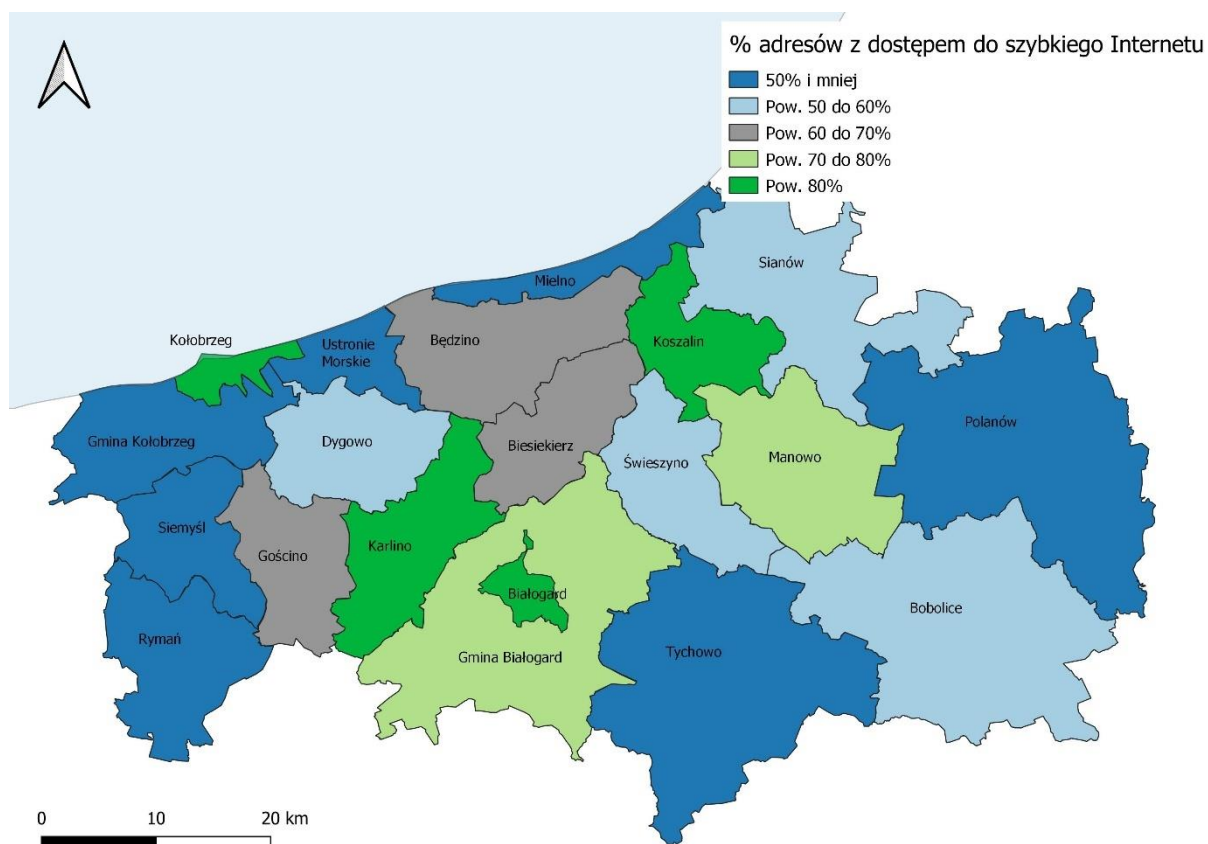 % adresów z dostępem do szybkiego Internetu
50% i mniej
Pow. 50 do 60%
Pow. 60 do 70%
Pow. 70 do 80%
Pow. 80%
Sianów
Mielno
Kołobrzeg
Ustronie
Morskie
Będzino
Koszalin
Polanów
Gmina Kołobrzeg
Dygowo
Biesiekierz
Świeszyno
Manowo
Siemyśl
Gościno
Karlino
Białogard
Bobolice
Rymań
Gmina Białogard
Tychowo
0 10 20 km